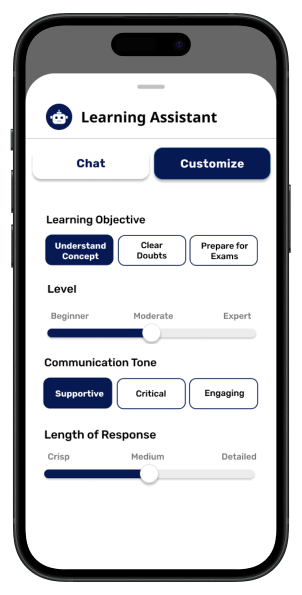 Learning Assistant
Chat Customize
Learning Objective
Understand Concept Clear Doubts Prepare for Exams
Level
Beginner Moderate Expert
Communication Tone
Supportive Critical Engaging
Length of Response
Crisp Medium Detailed